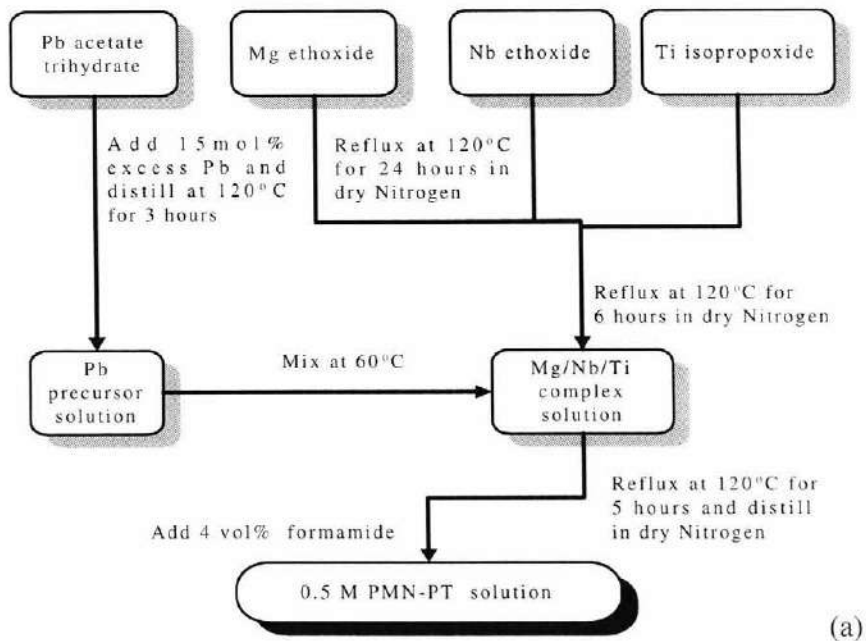 Pb acetate
trihydrate
Mg ethoxide
Nb ethoxide
Ti isopropoxide
Add 15mol%
excess Pb and
distill at 120°C
for 3 hours
Reflux at 120°C
for 24 hours in
dry Nitrogen
Reflux at 120°C for
6 hours in dry Nitrogen
Pb
precursor
solution
Mix at 60°C
Mg/Nb/Ti
complex
solution
Reflux at 120°C for
5 hours and distill
in dry Nitrogen
Add 4 vol% formamide
0.5 M PMN-PT solution
(a)